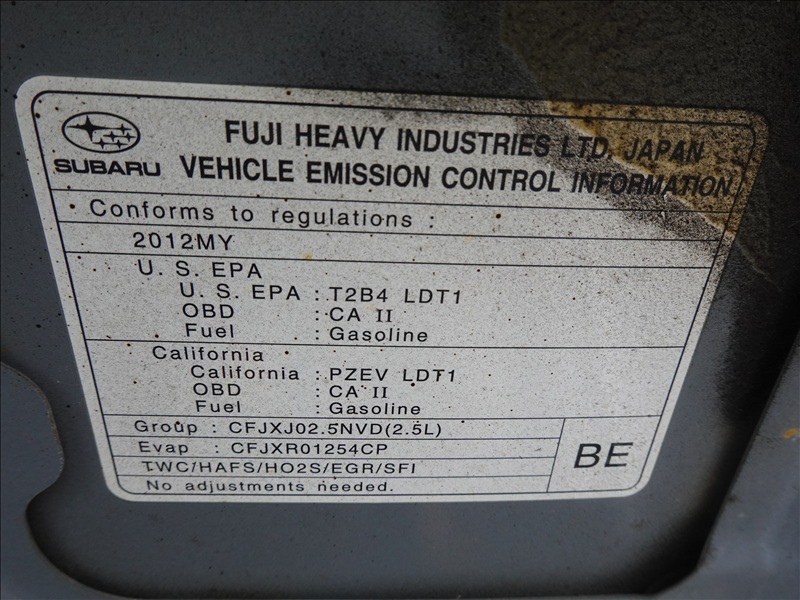 SUBARU
FUJI HEAVY INDUSTRIES LTD. JAPAN
VEHICLE EMISSION CONTROL INFORMATION
Conforms to regulations :
2012MY
U. S. EPA
U. S. EPA : T2B4 LDT1
OBD : CA II
Fuel : Gasoline
California
California : PZEV LDT1
OBD : CA II
Fuel : Gasoline
Group : CFJXJ02.5NVD(2.5L)
Evap : CFJXR01254CP
TWC/HAFS/HO2S/EGR/SFI
No adjustments needed.
BE